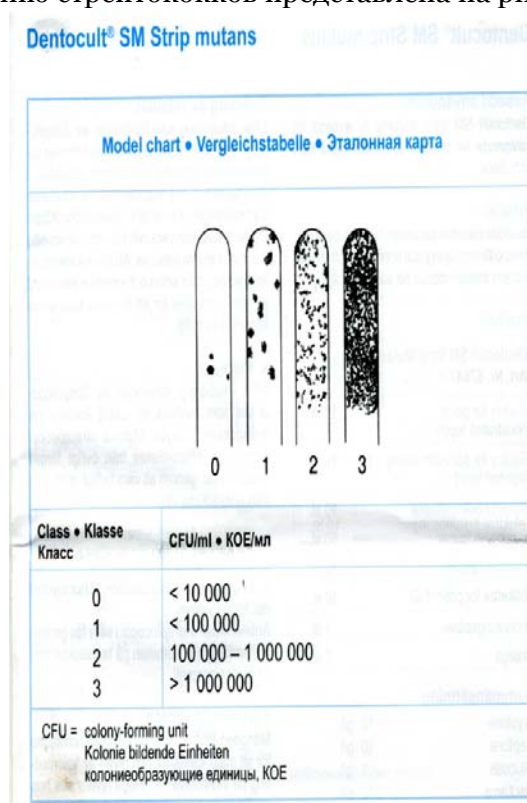 стрептококков представлена на
Dentocult® SM Strip mutans
Model chart • Vergleichstabelle • Эталонная карта
0 1 2 3
Class • Klasse
Класс
CFU/ml • КОЕ/мл
0 < 10 000
1 < 100 000
2 100 000 – 1 000 000
3 > 1 000 000
CFU = colony-forming unit
Kolonie bildende Einheiten
колониеобразующие единицы, КОЕ